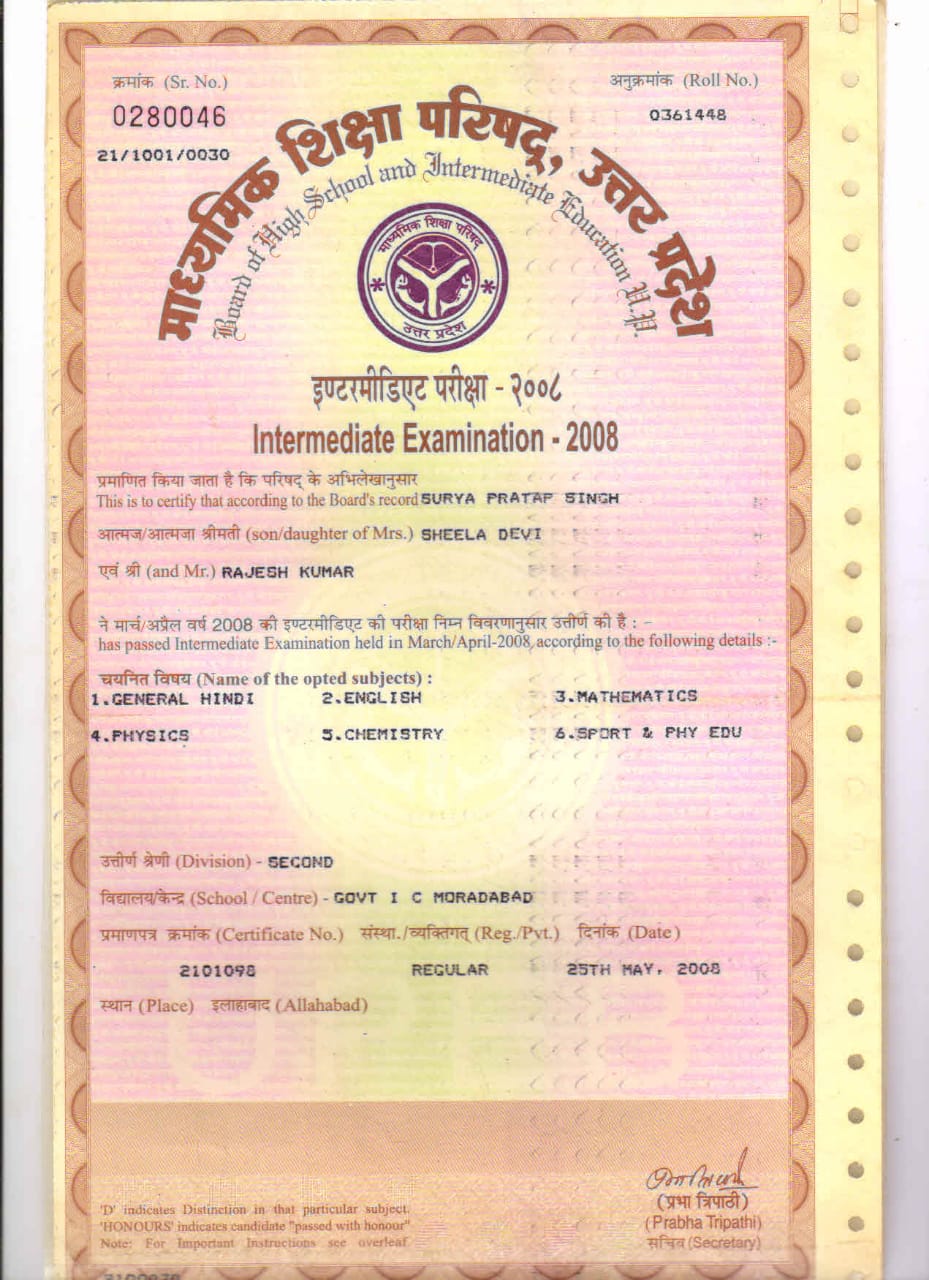 क्रमांक (Sr. No.)
अनुक्रमांक (Roll No.)
0280046
0361448
21/1001/0030
माध्यमिक शिक्षा परिषद्, उत्तर प्रदेश
Board of High School and Intermediate Education U.P.
माध्यमिक शिक्षा परिषद
उत्तर प्रदेश
इण्टरमीडिएट परीक्षा - २००८
Intermediate Examination - 2008
प्रमाणित किया जाता है कि परिषद् के अभिलेखानुसार
This is to certify that according to the Board's record SURYA PRATAP SINGH
आत्मज/आत्मजा श्रीमती (son/daughter of Mrs.) SHEELA DEVI
एवं श्री (and Mr.) RAJESH KUMAR
ने मार्च/अप्रैल वर्ष 2008 की इण्टरमीडिएट की परीक्षा निम्न विवरणानुसार उत्तीर्ण की है : –
has passed Intermediate Examination held in March/April-2008, according to the following details :-
चयनित विषय (Name of the opted subjects) :
1.GENERAL HINDI 2.ENGLISH 3.MATHEMATICS
4.PHYSICS 5.CHEMISTRY 6.SPORT & PHY EDU
उत्तीर्ण श्रेणी (Division) - SECOND
विद्यालय/केन्द्र (School / Centre) - GOVT I C MORADABAD
प्रमाणपत्र क्रमांक (Certificate No.) संस्था./व्यक्तिगत् (Reg./Pvt.) दिनांक (Date)
2101098 REGULAR 25TH MAY, 2008
स्थान (Place) इलाहाबाद (Allahabad)
(प्रभा त्रिपाठी)
(Prabha Tripathi)
सचिव (Secretary)
'D' indicates Distinction in that particular subject.
'HONOURS' indicates candidate "passed with honour"
Note: For Important Instructions see overleaf